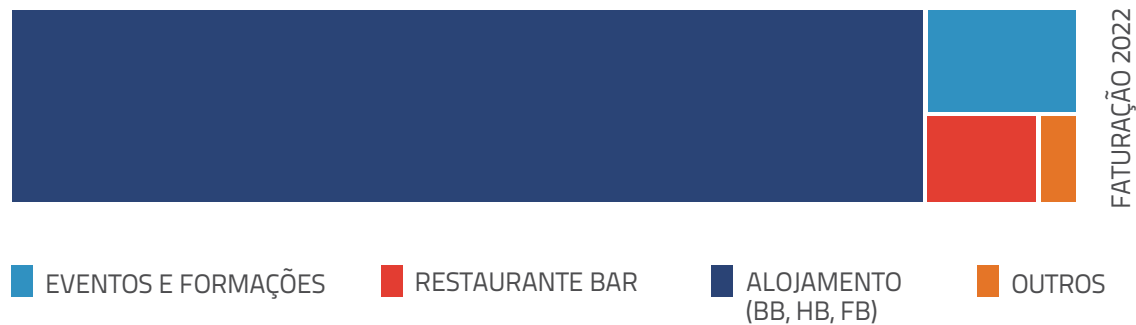 FATURAÇÃO 2022
EVENTOS E FORMAÇÕES
RESTAURANTE BAR
ALOJAMENTO
(BB, HB, FB)
OUTROS